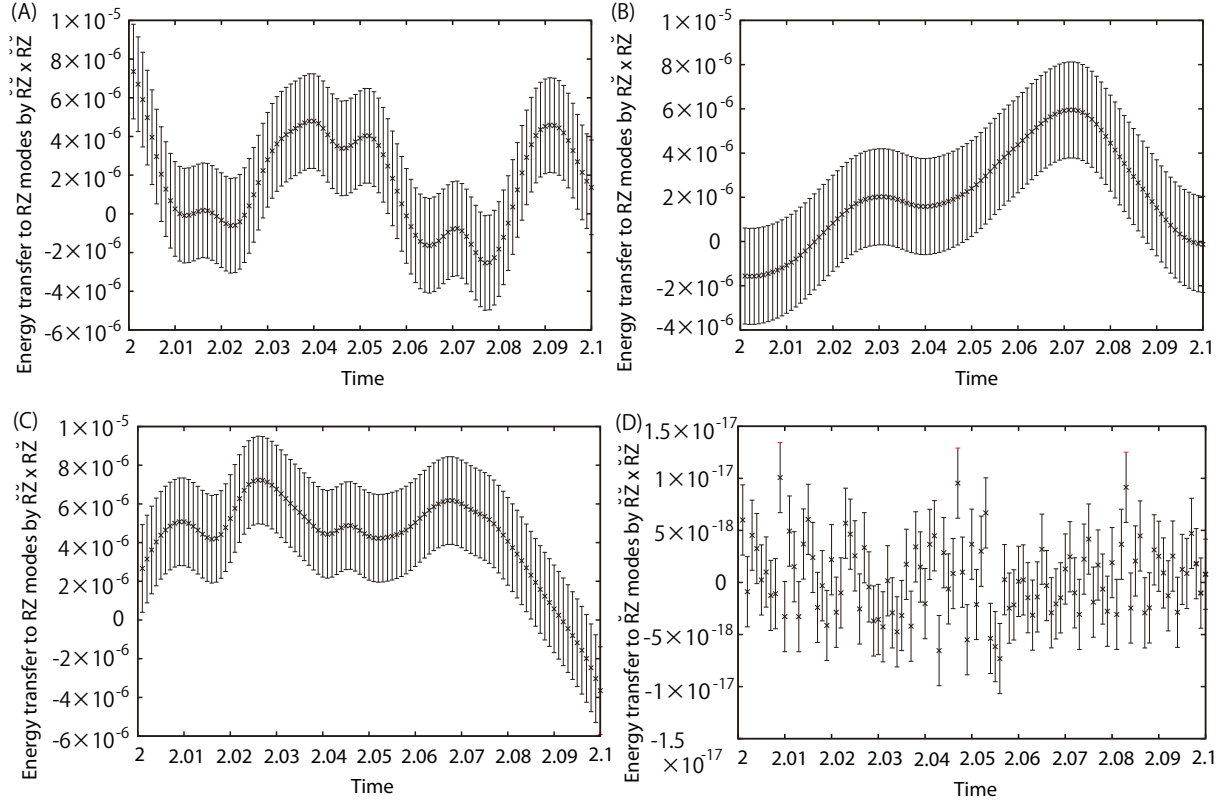 (A)
Energy transfer to RZ modes by RZ̆ x RZ̆
1×10⁻⁵
8×10⁻⁶
6×10⁻⁶
4×10⁻⁶
2×10⁻⁶
0
-2×10⁻⁶
-4×10⁻⁶
-6×10⁻⁶
2 2.01 2.02 2.03 2.04 2.05 2.06 2.07 2.08 2.09 2.1
Time
(B)
Energy transfer to RZ modes by RZ̆ x RZ̆
1×10⁻⁵
8×10⁻⁶
6×10⁻⁶
4×10⁻⁶
2×10⁻⁶
0
-2×10⁻⁶
-4×10⁻⁶
2 2.01 2.02 2.03 2.04 2.05 2.06 2.07 2.08 2.09 2.1
Time
(C)
Energy transfer to RZ modes by RZ̆ x RZ̆
1×10⁻⁵
8×10⁻⁶
6×10⁻⁶
4×10⁻⁶
2×10⁻⁶
0
-2×10⁻⁶
-4×10⁻⁶
-6×10⁻⁶
2 2.01 2.02 2.03 2.04 2.05 2.06 2.07 2.08 2.09 2.1
Time
(D)
Energy transfer to RZ modes by RZ̆ x RZ̆
1.5×10⁻¹⁷
1×10⁻¹⁷
5×10⁻¹⁸
0
-5×10⁻¹⁸
-1×10⁻¹⁷
-1.5
×10⁻¹⁷
2 2.01 2.02 2.03 2.04 2.05 2.06 2.07 2.08 2.09 2.1
Time